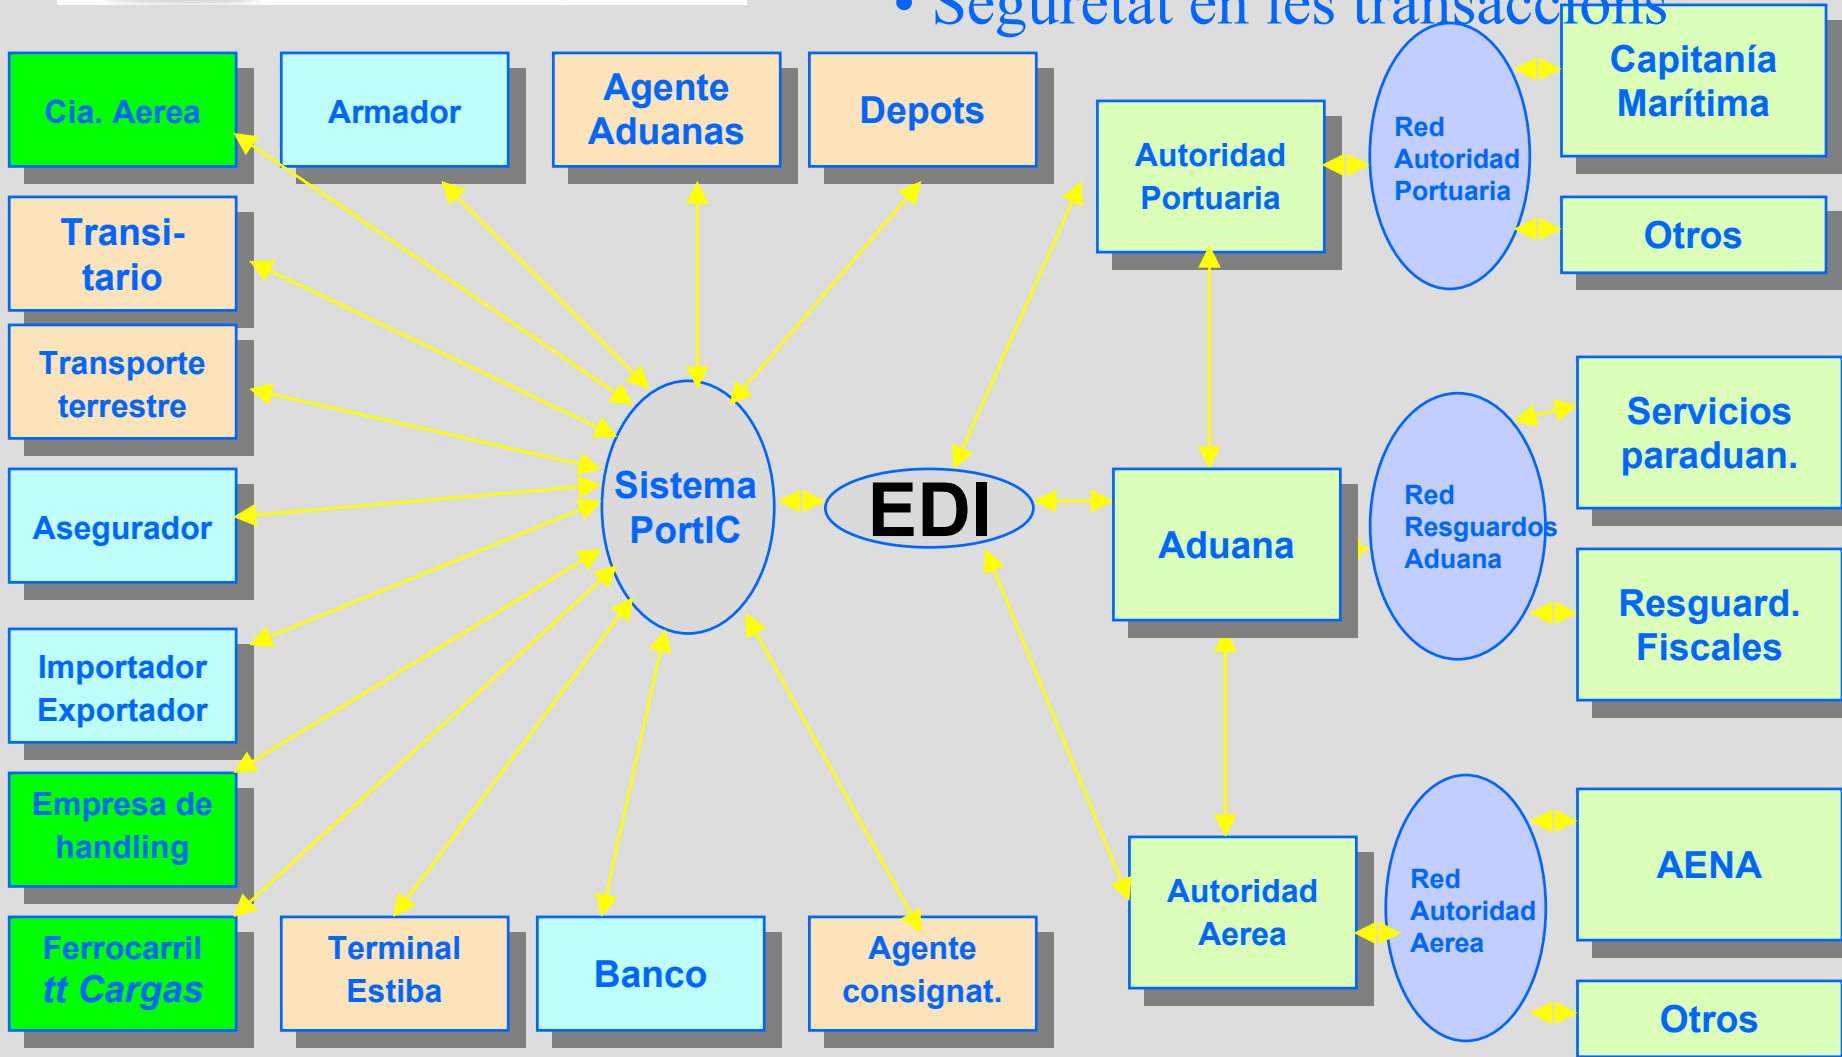 • Seguretat en les transaccions
Cia. Aerea
Armador
Agente
Aduanas
Depots
Autoridad
Portuaria
Red
Autoridad
Portuaria
Capitanía
Marítima
Otros
Transi-
tario
Transporte
terrestre
Asegurador
Importador
Exportador
Empresa de
handling
Ferrocarril
tt Cargas
Terminal
Estiba
Banco
Agente
consignat.
Sistema
PortIC
EDI
Aduana
Red
Resguardos
Aduana
Servicios
paraduan.
Resguard.
Fiscales
Autoridad
Aerea
Red
Autoridad
Aerea
AENA
Otros